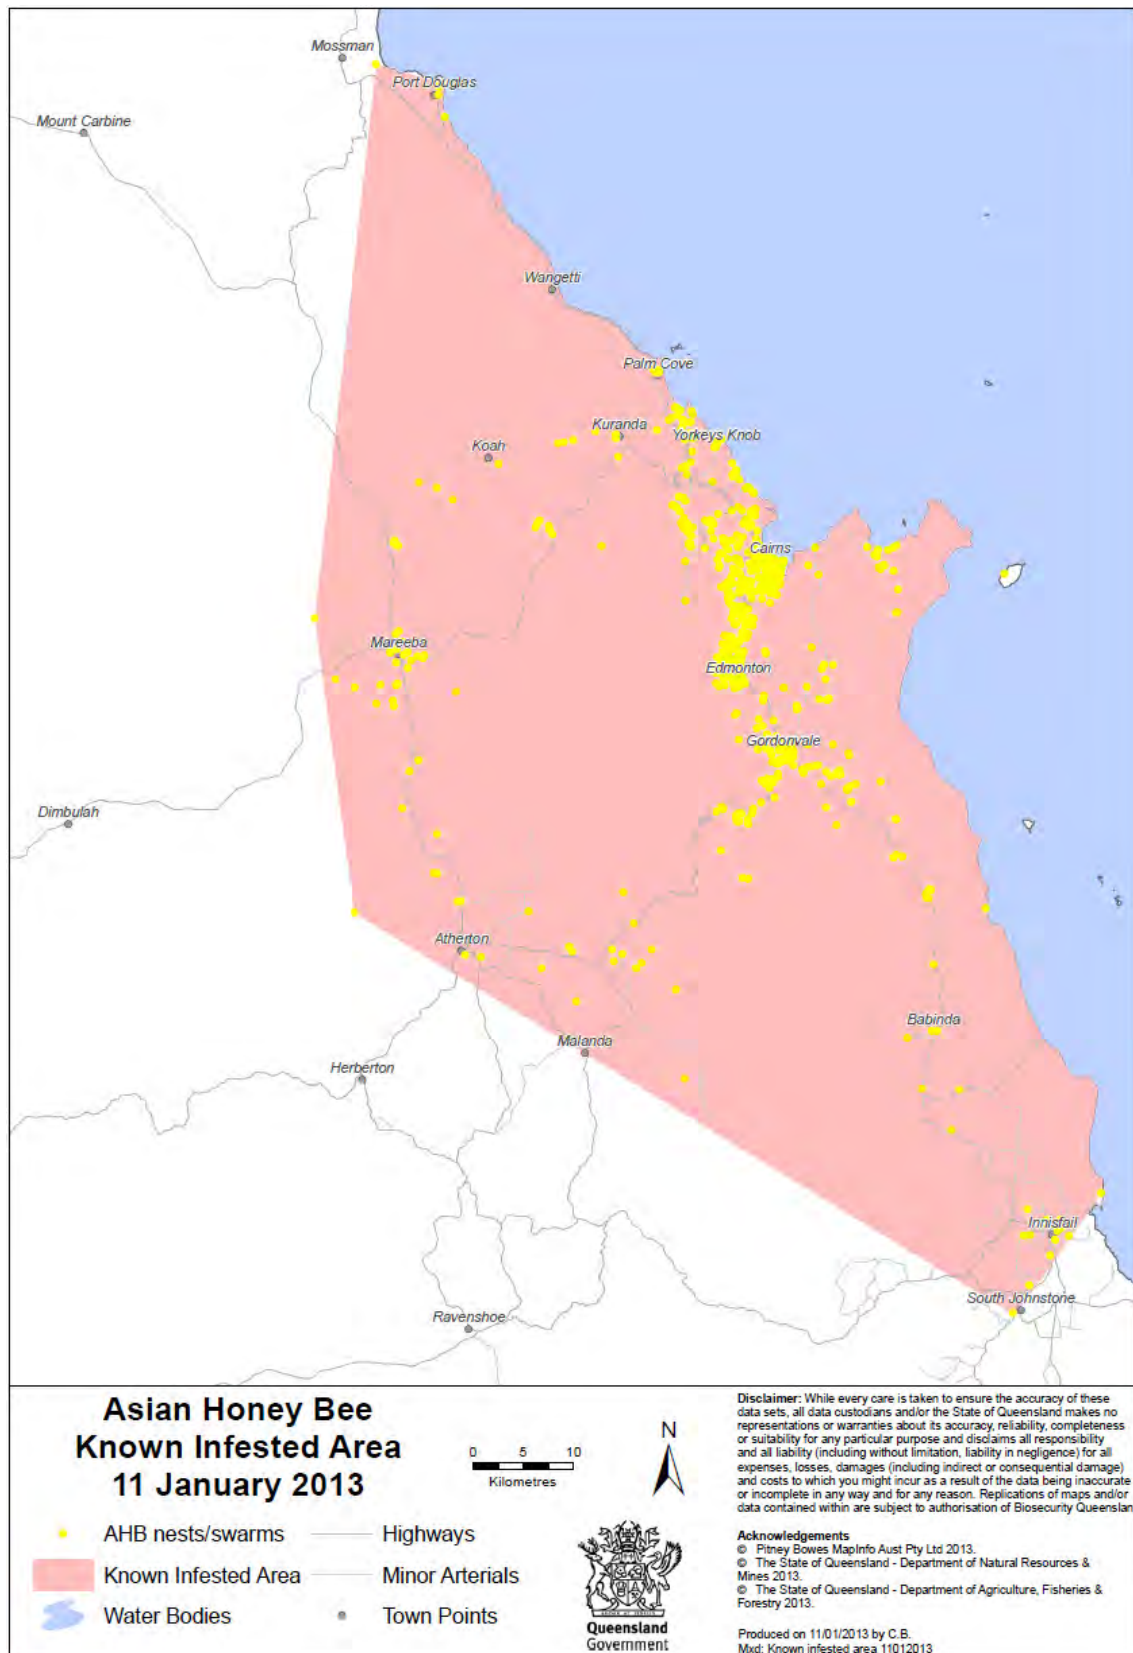 Mossman
Port Douglas
Mount Carbine
Wangetti
Palm Cove
Kuranda
Yorkeys Knob
Koah
Cairns
Mareeba
Edmonton
Gordonvale
Dimbulah
Atherton
Babinda
Malanda
Herberton
Innisfail
South Johnstone
Ravenshoe
Asian Honey Bee
Known Infested Area
11 January 2013
0 5 10
Kilometres
N
AHB nests/swarms
Highways
Known Infested Area
Minor Arterials
Water Bodies
Town Points
Queensland
Government
Disclaimer: While every care is taken to ensure the accuracy of these
data sets, all data custodians and/or the State of Queensland makes no
representations or warranties about its accuracy, reliability, completeness
or suitability for any particular purpose and disclaims all responsibility
and all liability (including without limitation, liability in negligence) for all
expenses, losses, damages (including indirect or consequential damage)
and costs to which you might incur as a result of the data being inaccurate
or incomplete in any way and for any reason. Replications of maps and/or
data contained within are subject to authorisation of Biosecurity Queenslan
Acknowledgements
© Pitney Bowes MapInfo Aust Pty Ltd 2013.
© The State of Queensland - Department of Natural Resources &
Mines 2013.
© The State of Queensland - Department of Agriculture, Fisheries &
Forestry 2013.
Produced on 11/01/2013 by C.B.
Mxd: Known infested area 11012013